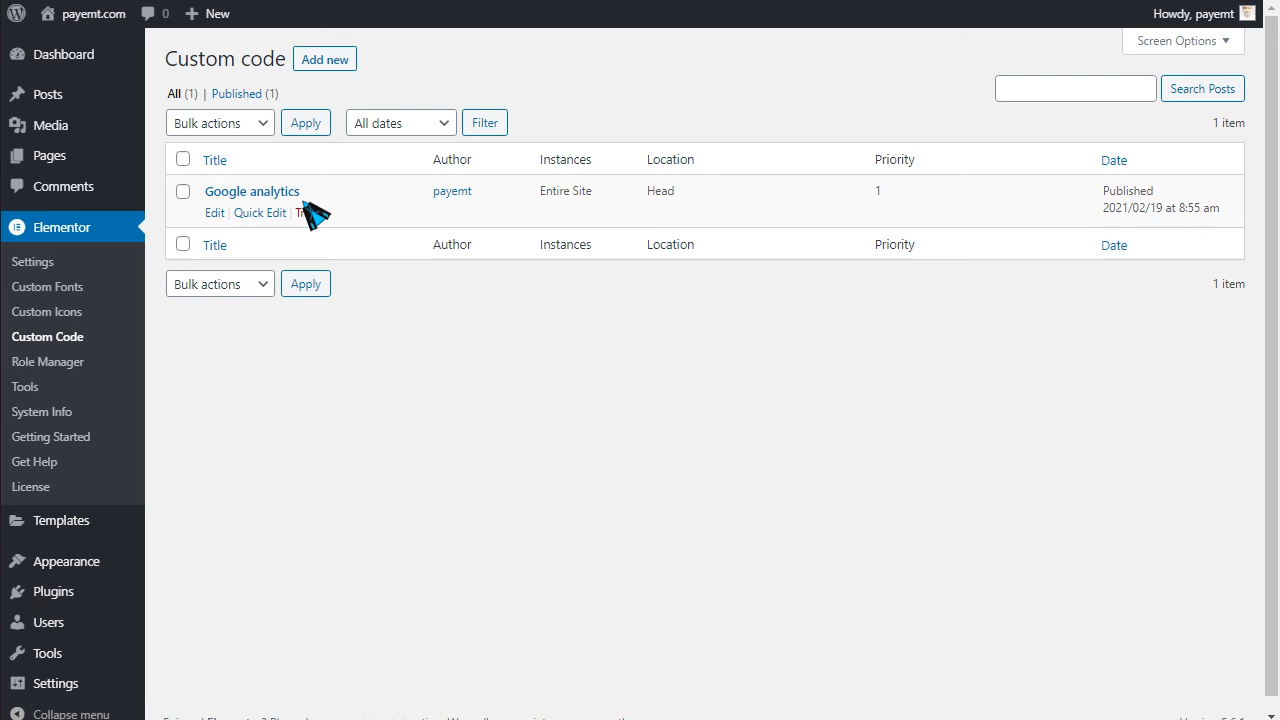 payemt.com 0 New Howdy, payemt
Screen Options
Dashboard
Posts
Media
Pages
Comments
Elementor
Settings
Custom Fonts
Custom Icons
Custom Code
Role Manager
Tools
System Info
Getting Started
Get Help
License
Templates
Appearance
Plugins
Users
Tools
Settings
Collapse menu
Custom code Add new
All (1) | Published (1)
Search Posts
Bulk actions Apply All dates Filter 1 item
Title Author Instances Location Priority Date
Google analytics payemt Entire Site Head 1 Published
2021/02/19 at 8:55 am
Edit | Quick Edit |
Title Author Instances Location Priority Date
Bulk actions Apply 1 item